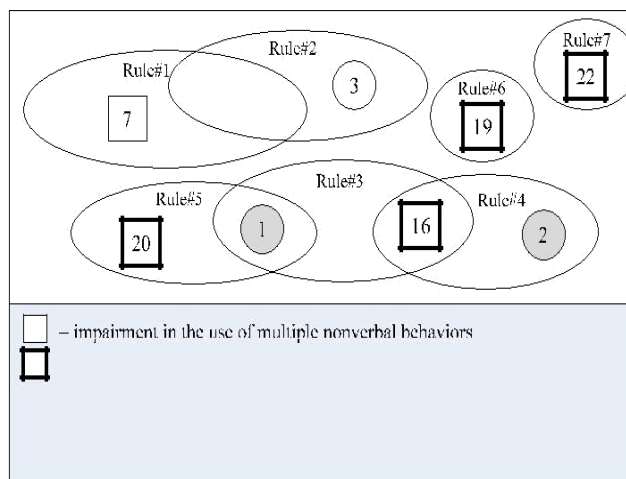 Rule#7
22
Rule#2
Rule#1
3
7
Rule#6
19
Rule#3
Rule#5
Rule#4
1
16
20
2
– impairment in the use of multiple nonverbal behaviors